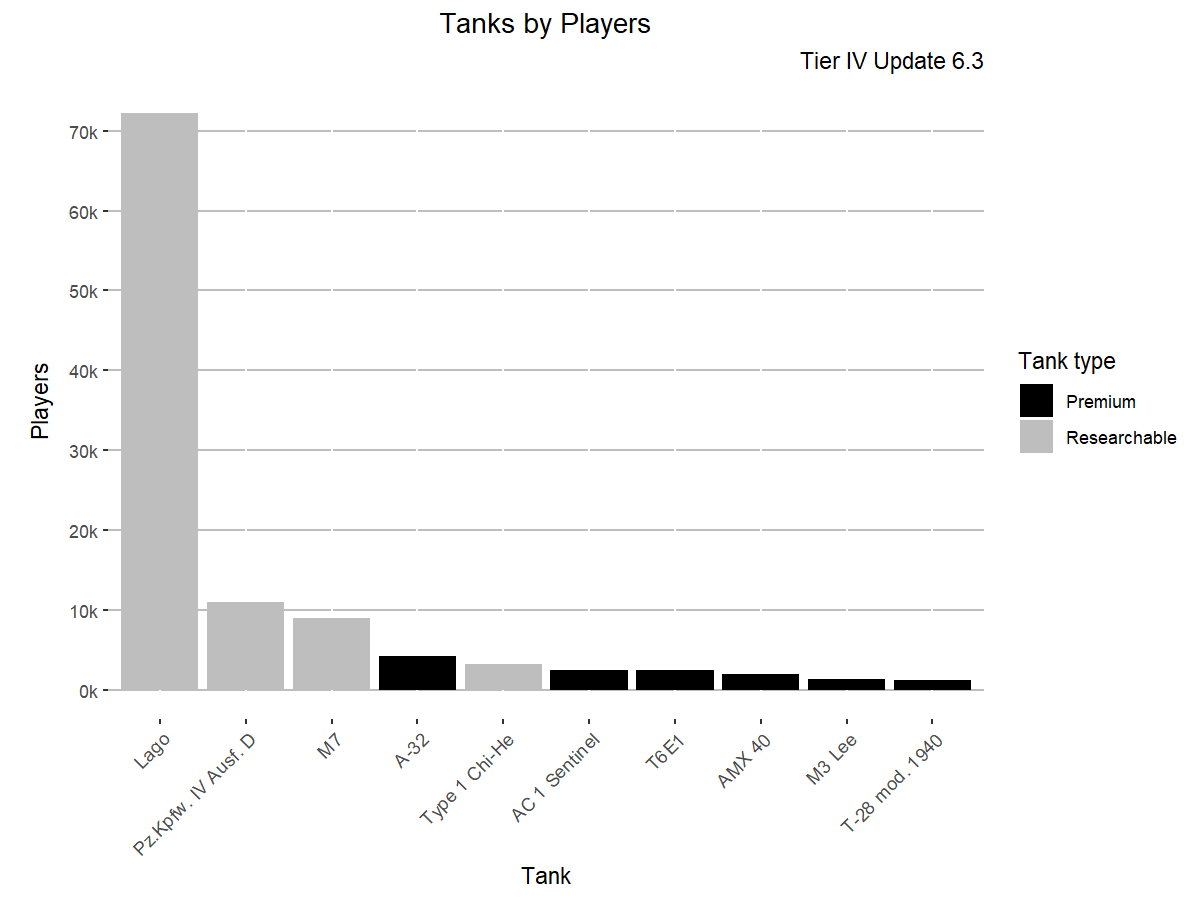 Tanks by Players
Tier IV Update 6.3
Players
70k
60k
50k
40k
30k
20k
10k
0k
Lago
Pz.Kpfw. IV Ausf. D
M7
A-32
Type 1 Chi-He
AC 1 Sentinel
T6E1
AMX 40
M3 Lee
T-28 mod. 1940
Tank
Tank type
Premium
Researchable